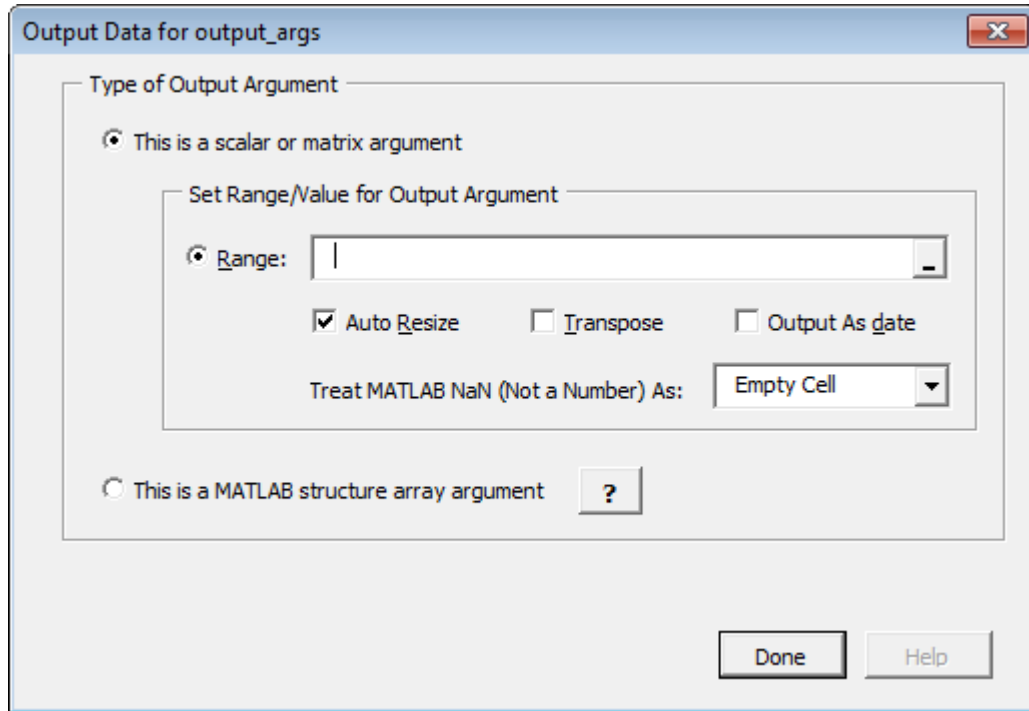 Output Data for output_args
Type of Output Argument
This is a scalar or matrix argument
Set Range/Value for Output Argument
Range:
Auto Resize Transpose Output As date
Treat MATLAB NaN (Not a Number) As: Empty Cell
This is a MATLAB structure array argument ?
Done Help